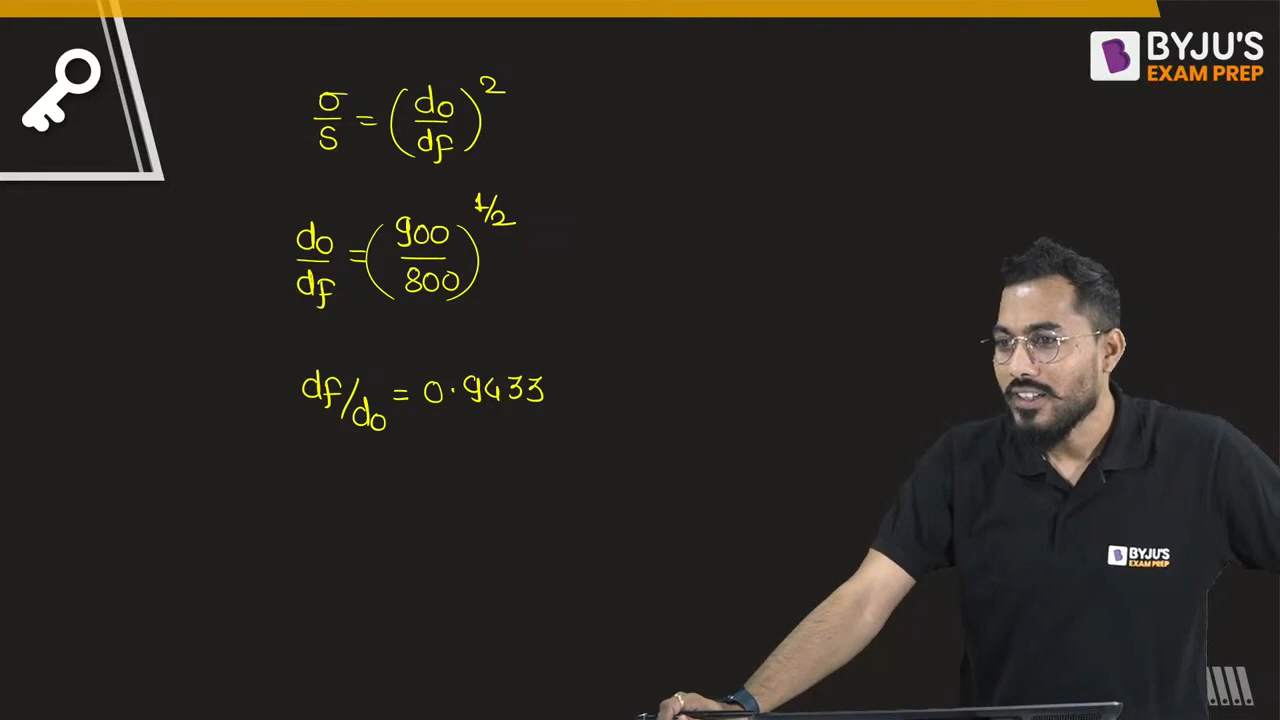 BYJU'S
EXAM PREP
σ/S = (do/df)^2
do/df = (900/800)^1/2
df/do = 0.9433
BYJU'S
EXAM PREP